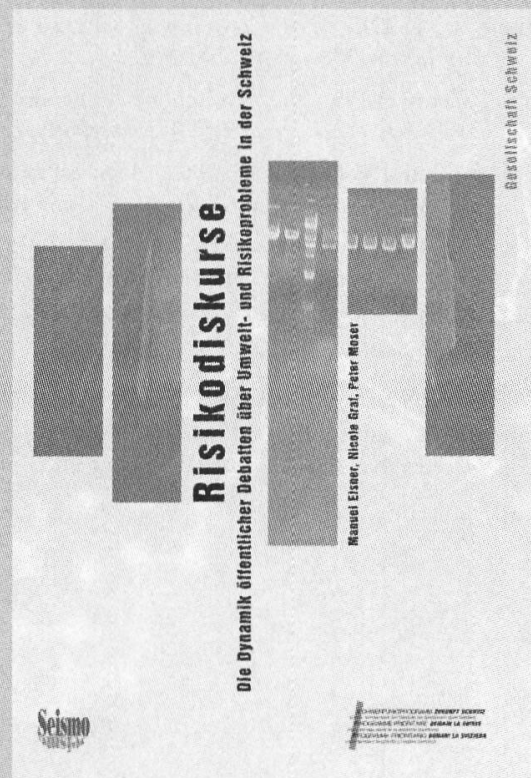 Gesellschaft Schweiz
Risikodiskurse
Die Dynamik öffentlicher Debatten über Umwelt- und Risikoprobleme in der Schweiz
Manuel Eisner, Nicole Graf, Peter Moser
Seismo
SCHWERPUNKTPROGRAMM ZUKUNFT SCHWEIZ
PROGRAMME PRIORITAIRE DEMAIN LA SUISSE
PROGRAMMA PRIORITARIO DOMANI LA SVIZZERA